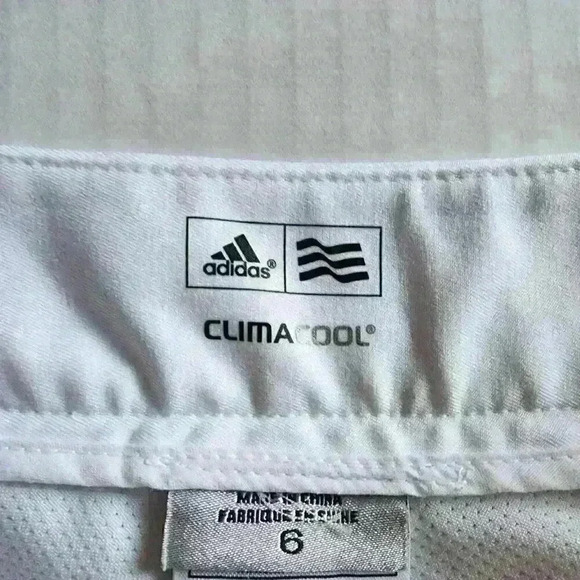 adidas®
CLIMACOOL®
MADE IN CHINA
FABRIQUE EN CHINE
6